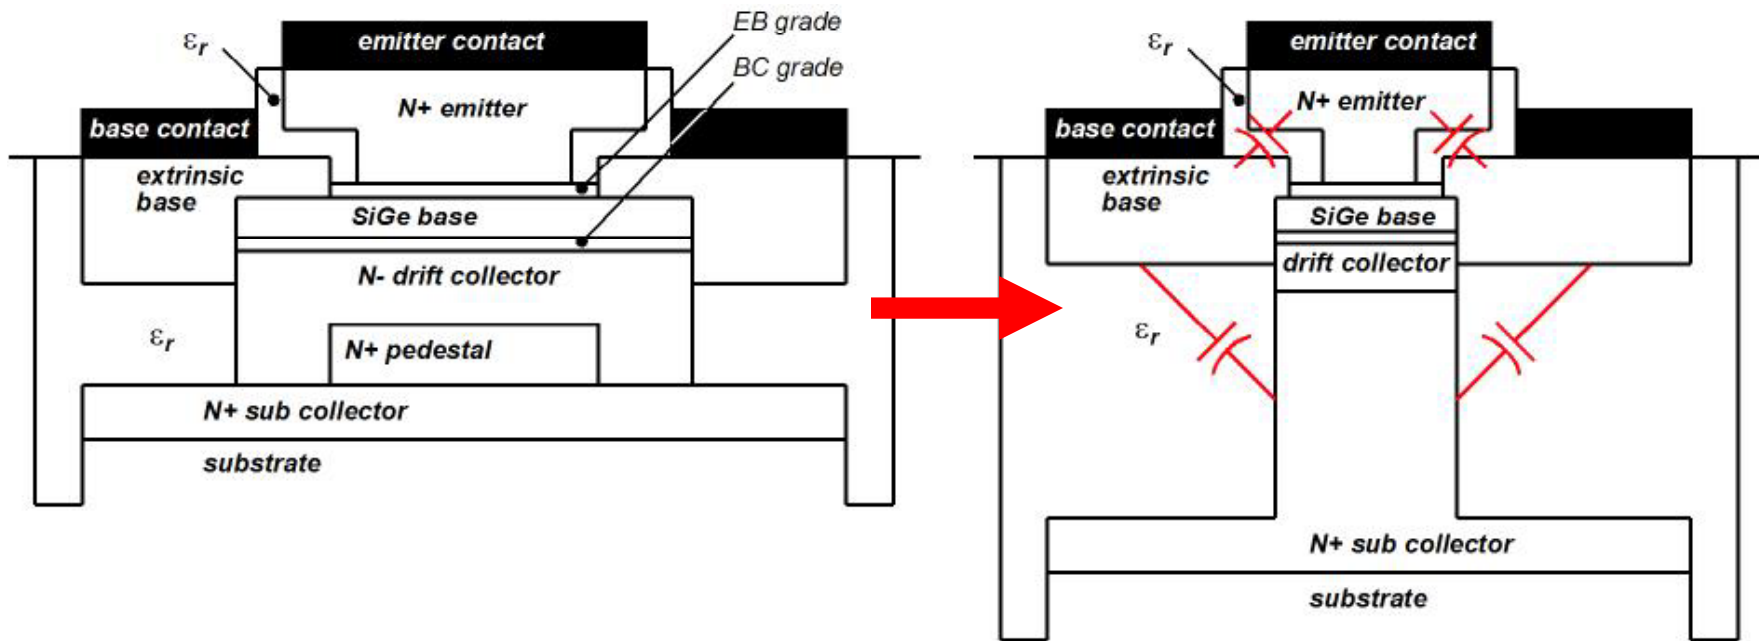 EB grade
BC grade
εr
emitter contact
N+ emitter
base contact
extrinsic
base
SiGe base
N- drift collector
εr
N+ pedestal
N+ sub collector
substrate
εr
emitter contact
N+ emitter
base contact
extrinsic
base
SiGe base
drift collector
εr
N+ sub collector
substrate